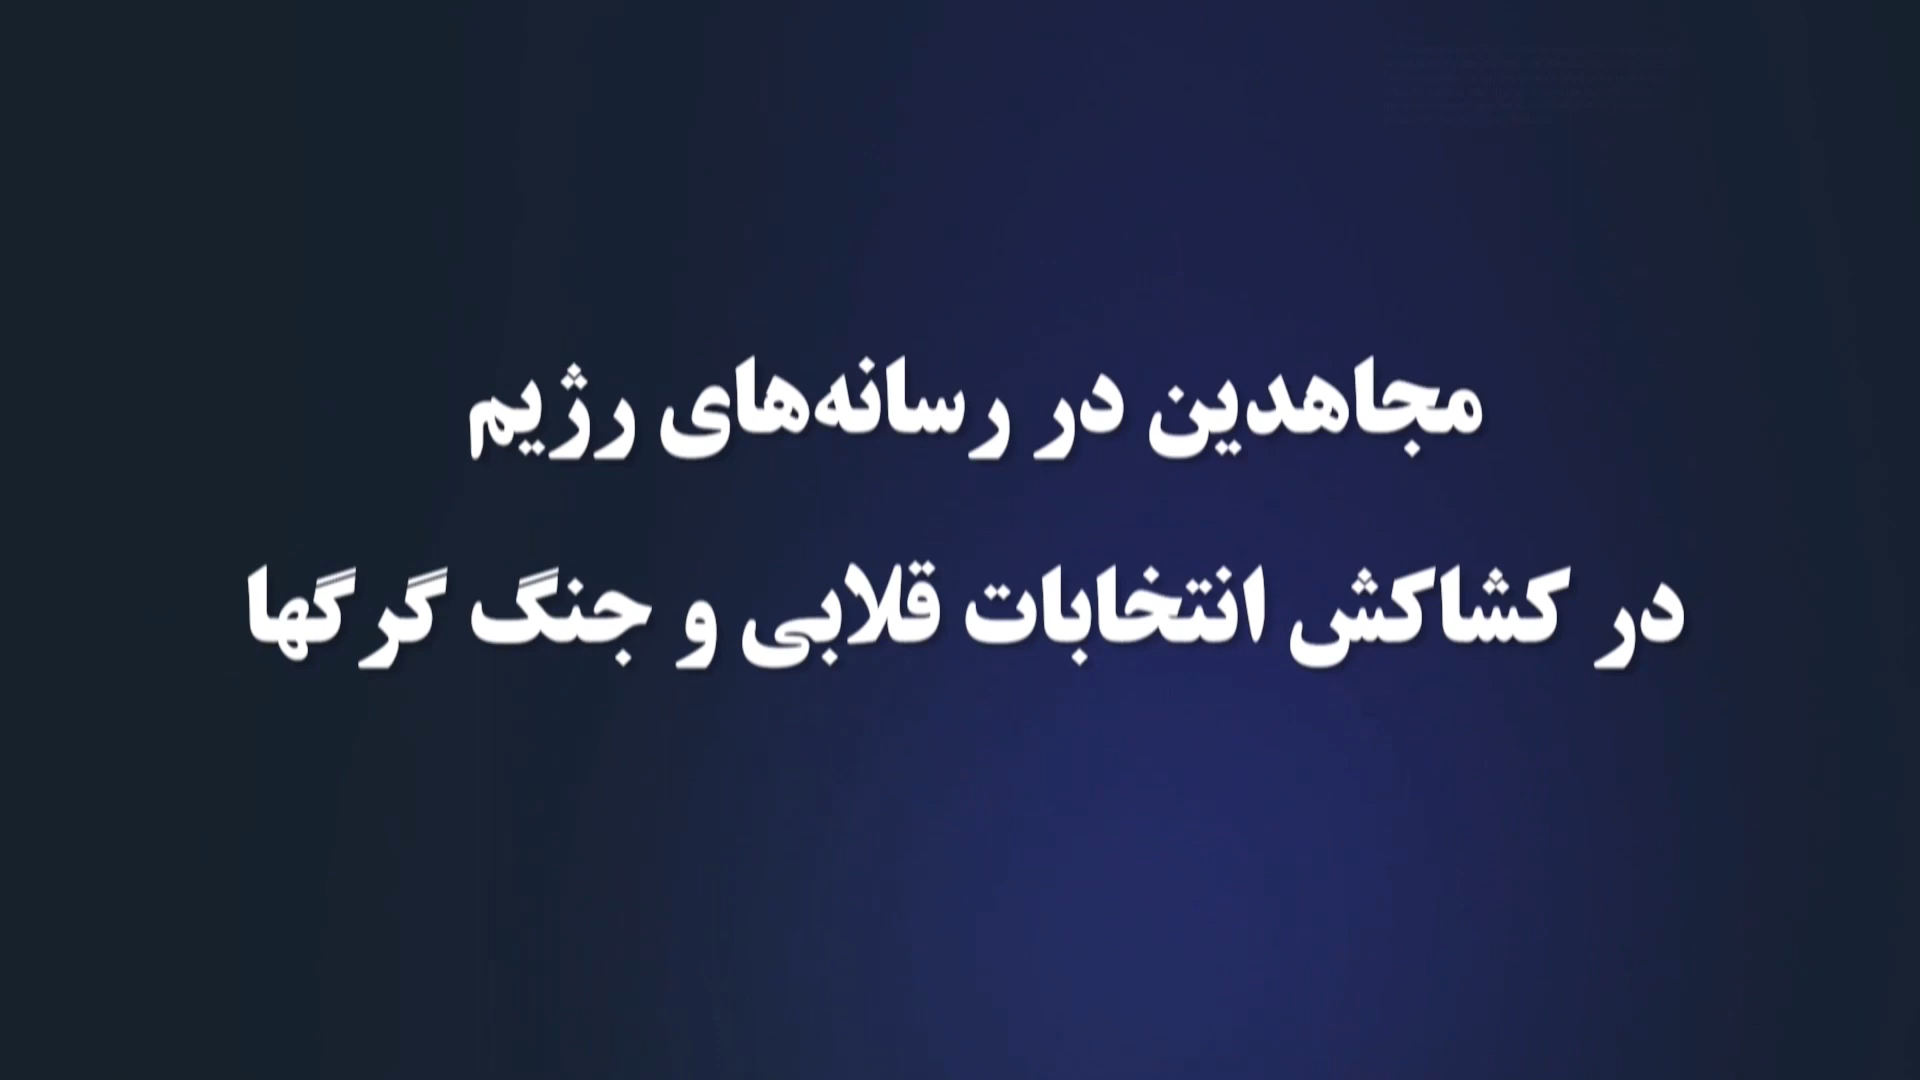 مجاهدین در رسانه‌های رژیم
در کشاکش انتخابات قلابی و جنگ گرگها